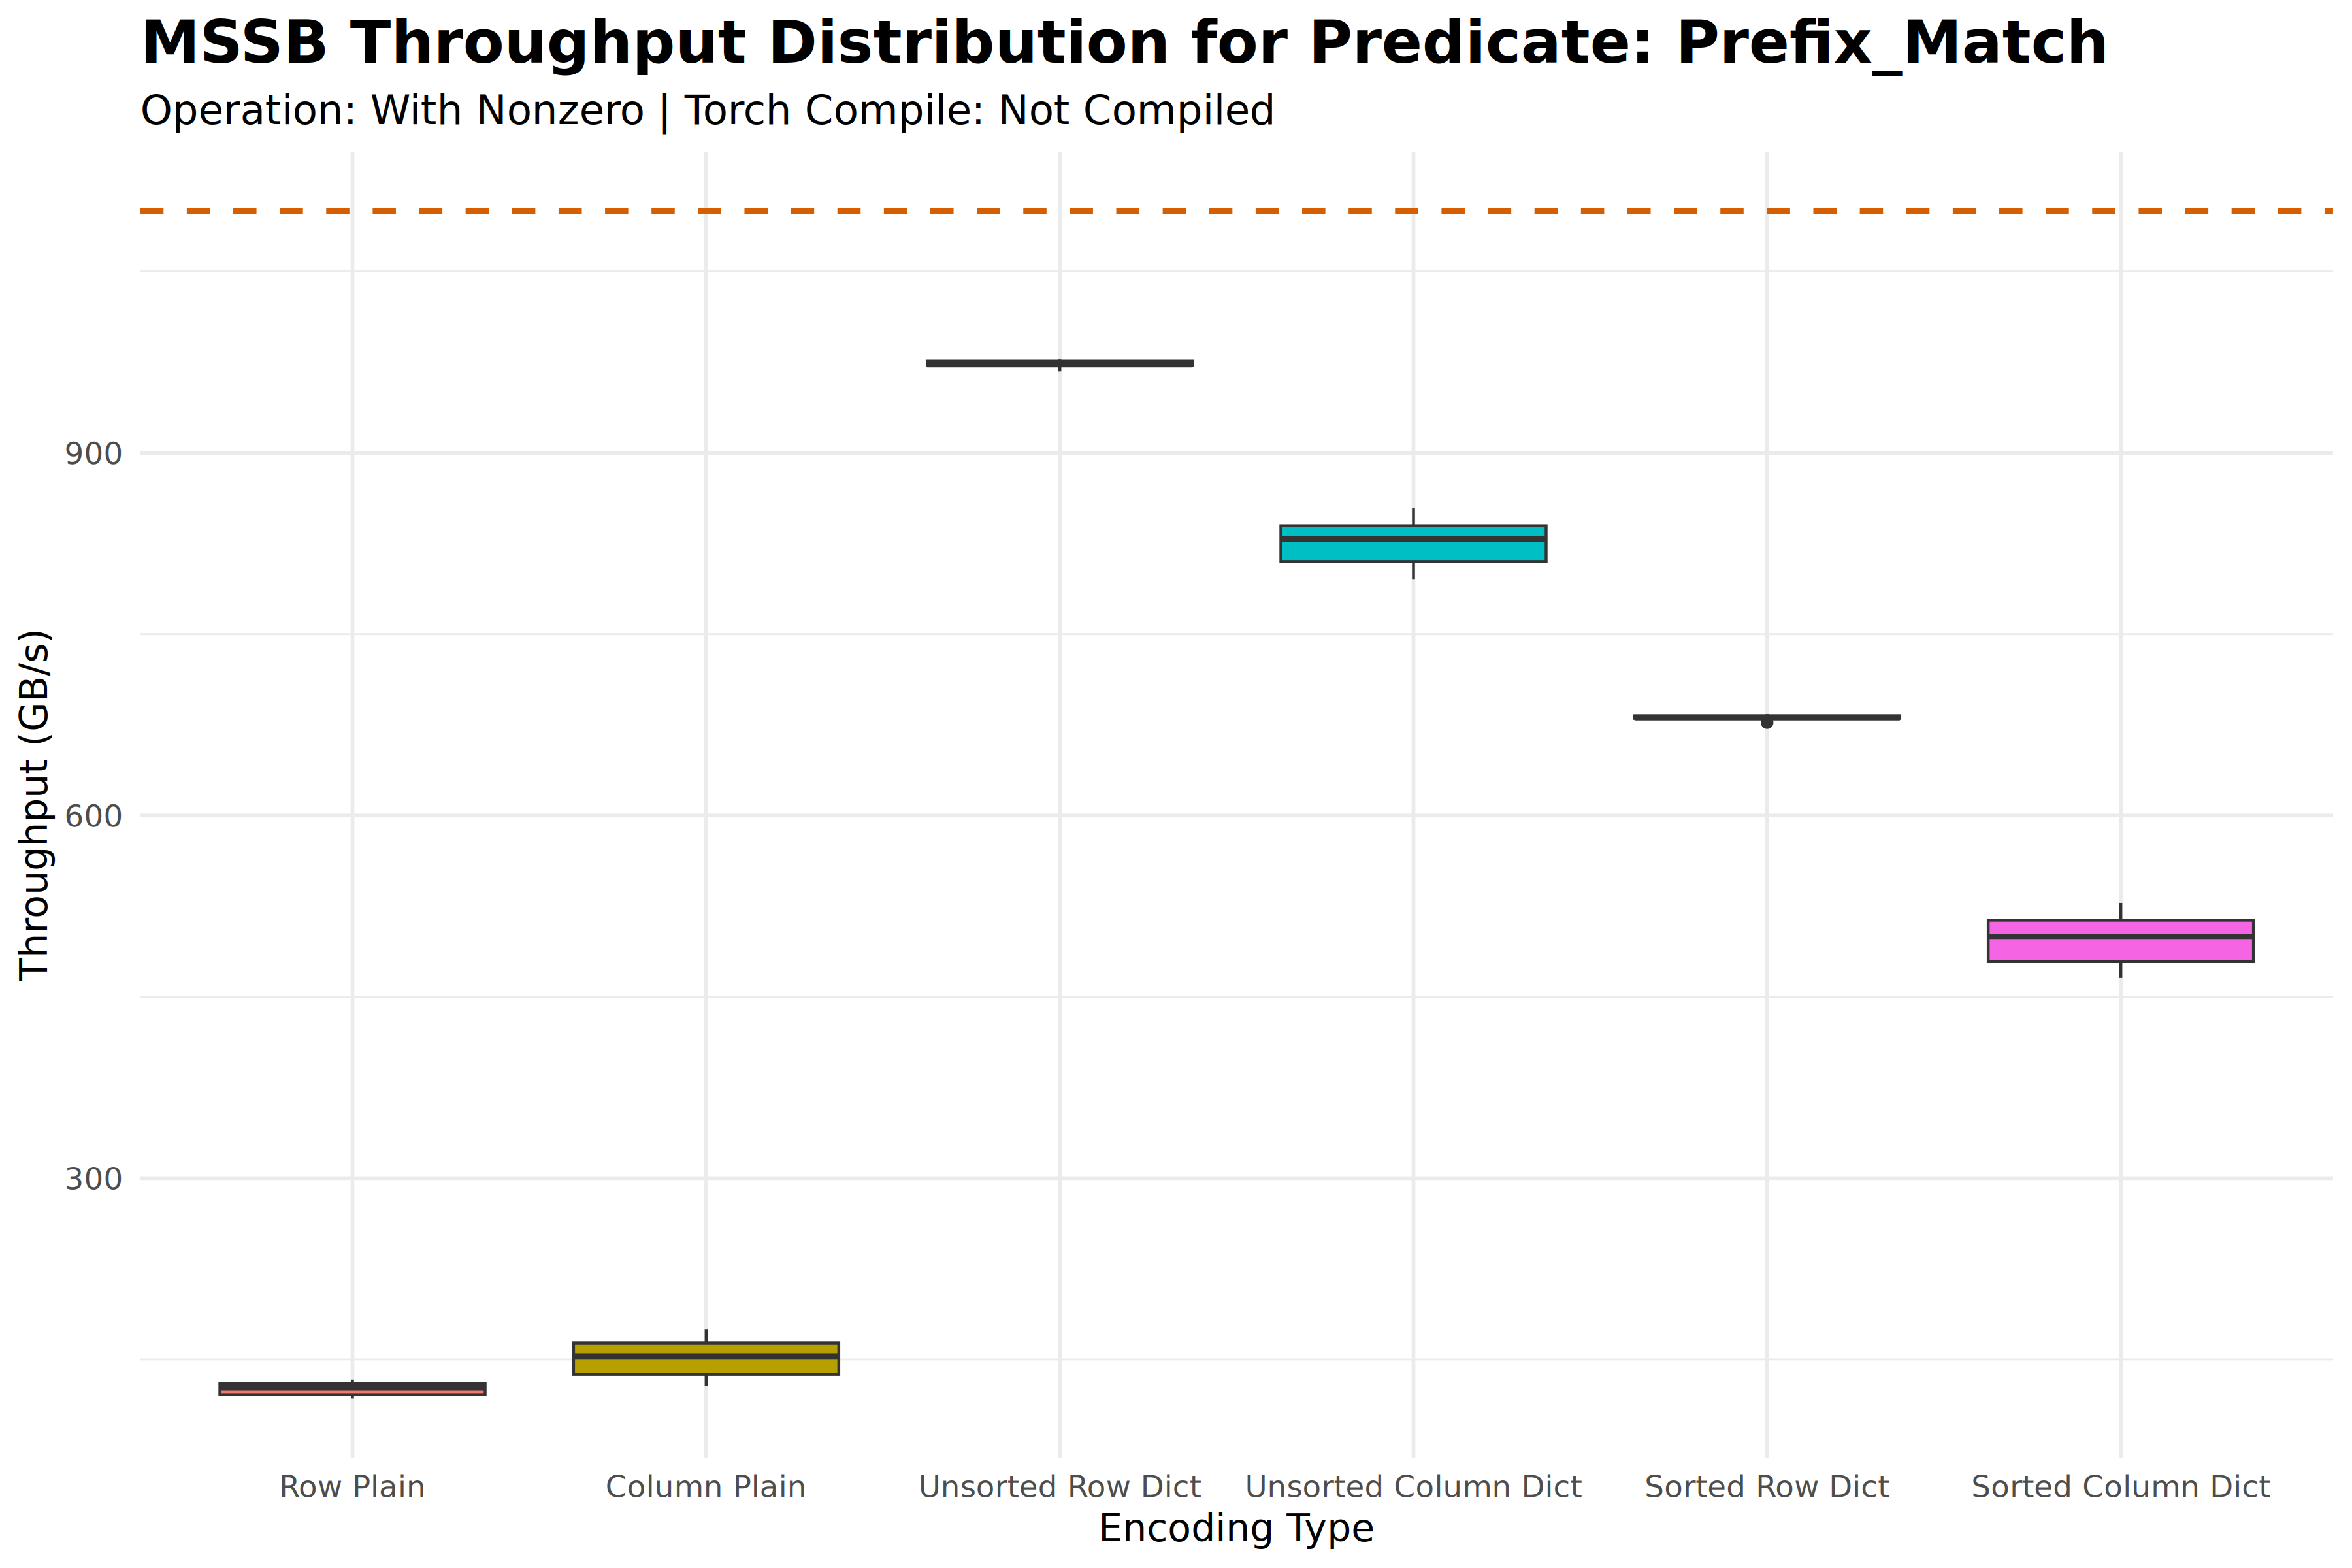 MSSB Throughput Distribution for Predicate: Prefix_Match
Operation: With Nonzero | Torch Compile: Not Compiled
Throughput (GB/s)
900
600
300
Row Plain
Column Plain
Unsorted Row Dict
Unsorted Column Dict
Sorted Row Dict
Sorted Column Dict
Encoding Type